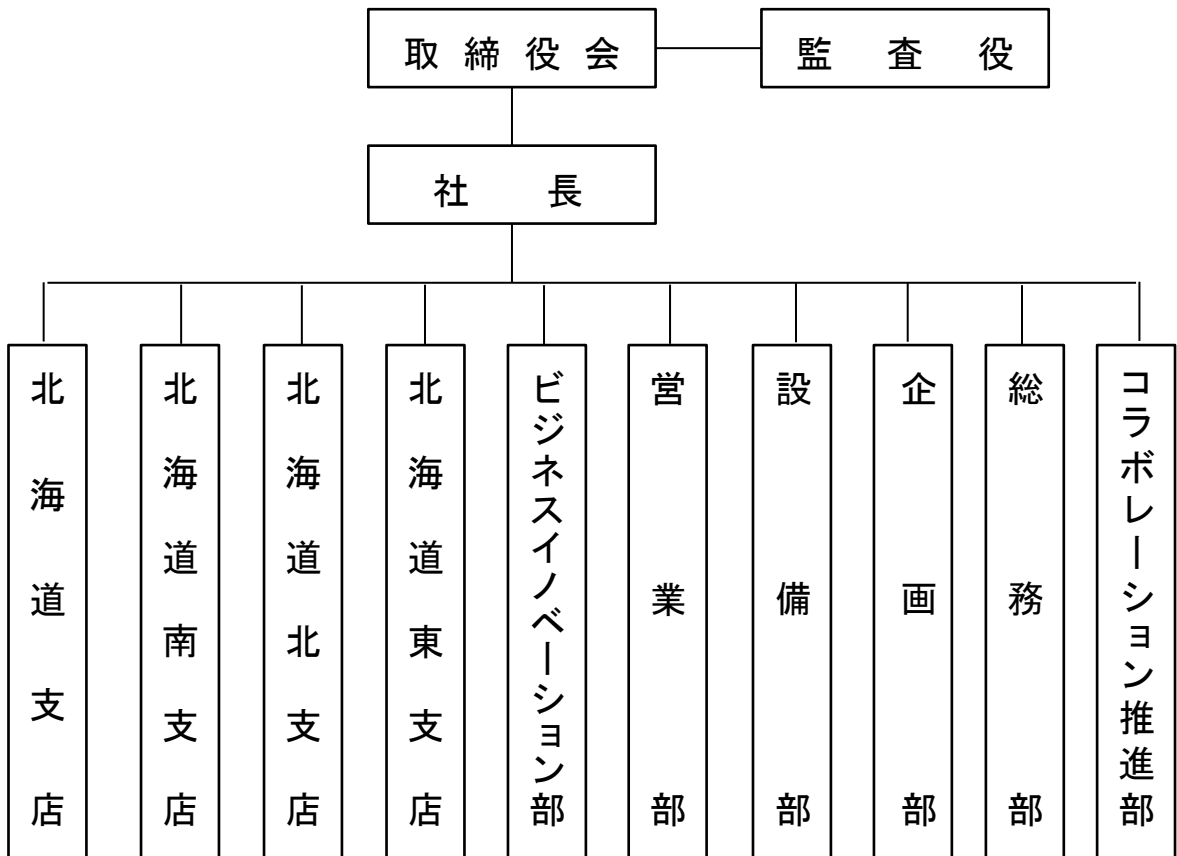 取締役会
監査役
社長
北海道支店
北海道南支店
北海道北支店
北海道東支店
ビジネスイノベーション部
営業部
設備部
企画部
総務部
コラボレーション推進部